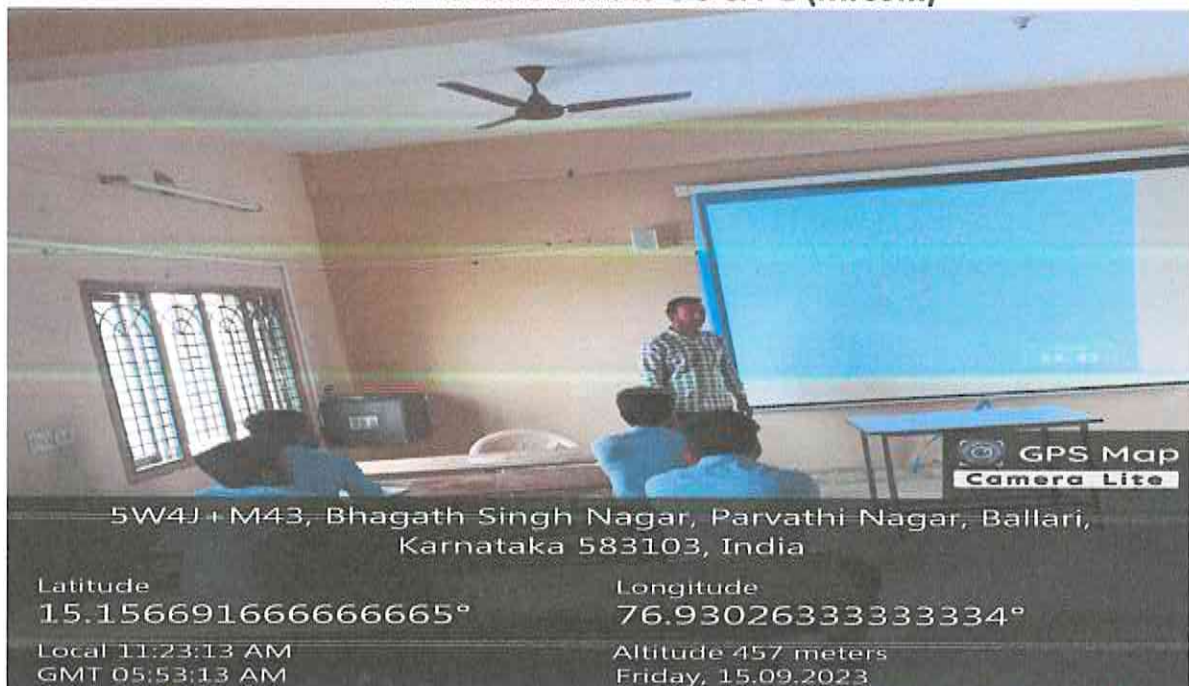 GPS Map
Camera Lite
5W4J+M43, Bhagath Singh Nagar, Parvathi Nagar, Ballari,
Karnataka 583103, India
Latitude
15.156691666666665°
Longitude
76.93026333333334°
Local 11:23:13 AM
GMT 05:53:13 AM
Altitude 457 meters
Friday, 15.09.2023